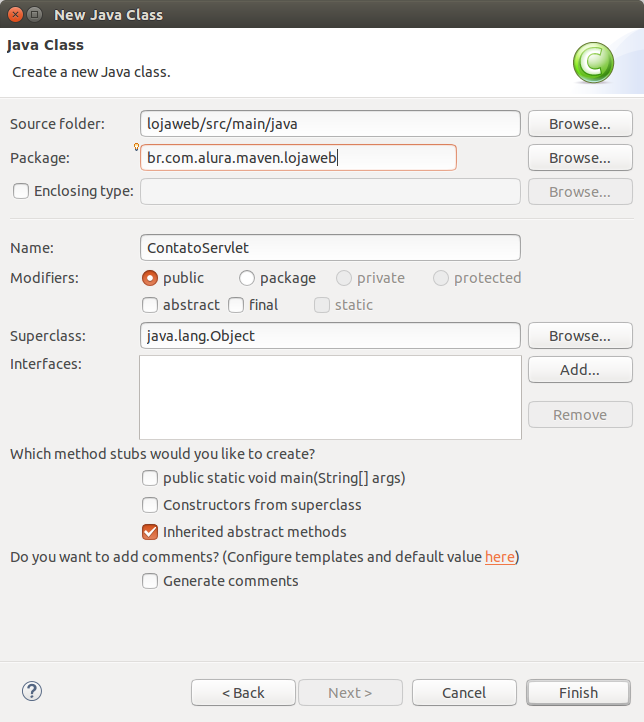 New Java Class
Java Class
Create a new Java class.
Source folder: lojaweb/src/main/java Browse...
Package: br.com.alura.maven.lojaweb Browse...
Enclosing type: Browse...
Name: ContatoServlet
Modifiers: public package private protected
abstract final static
Superclass: java.lang.Object Browse...
Interfaces: Add...
Remove
Which method stubs would you like to create?
public static void main(String[] args)
Constructors from superclass
Inherited abstract methods
Do you want to add comments? (Configure templates and default value here)
Generate comments
? < Back Next > Cancel Finish